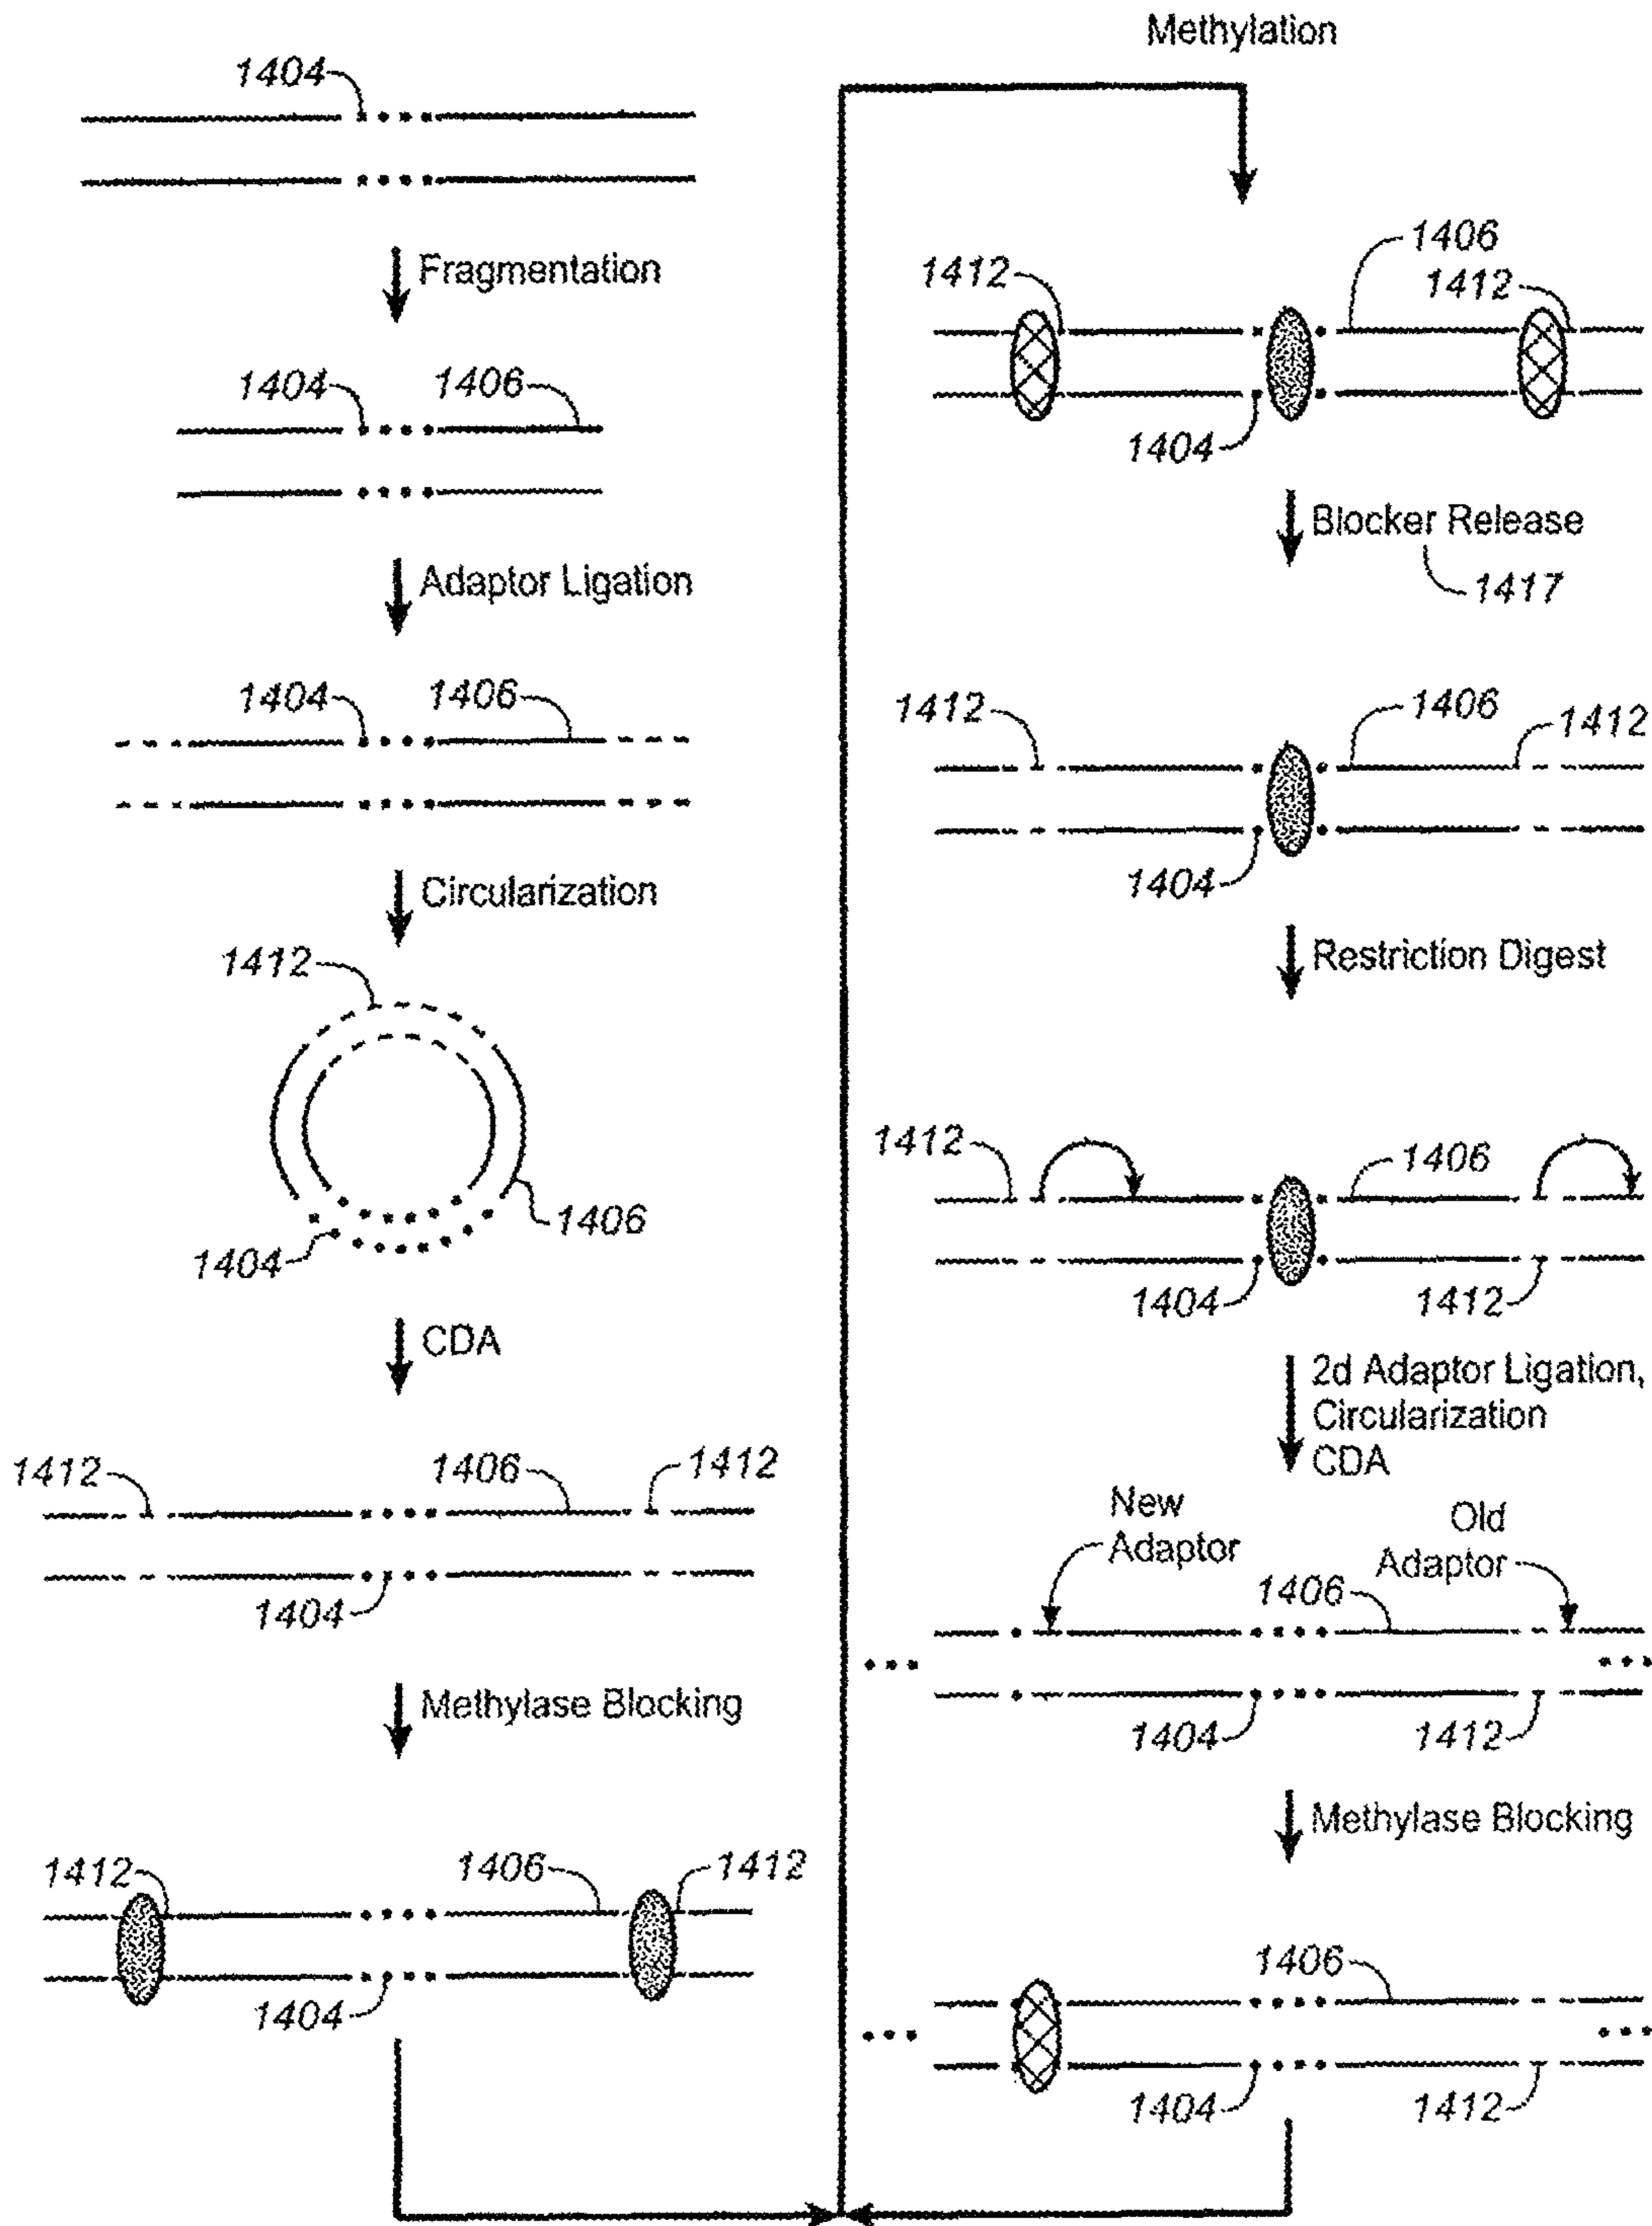 1404
Fragmentation
1404 1406
Adaptor Ligation
1404 1406
Circularization
1412
1406
1404
CDA
1412 1406 1412
1404
Methylase Blocking
1412 1406 1412
1404
Methylation
1406
1412 1412
1404
Blocker Release
1417
1412 1406 1412
1404
Restriction Digest
1412 1406
1404 1412
2d Adaptor Ligation,
Circularization
CDA
New Old
Adaptor Adaptor
1406
1404 1412
Methylase Blocking
1406
1404 1412